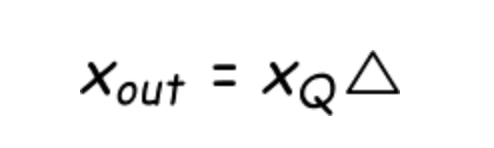 x_out = x_Q △